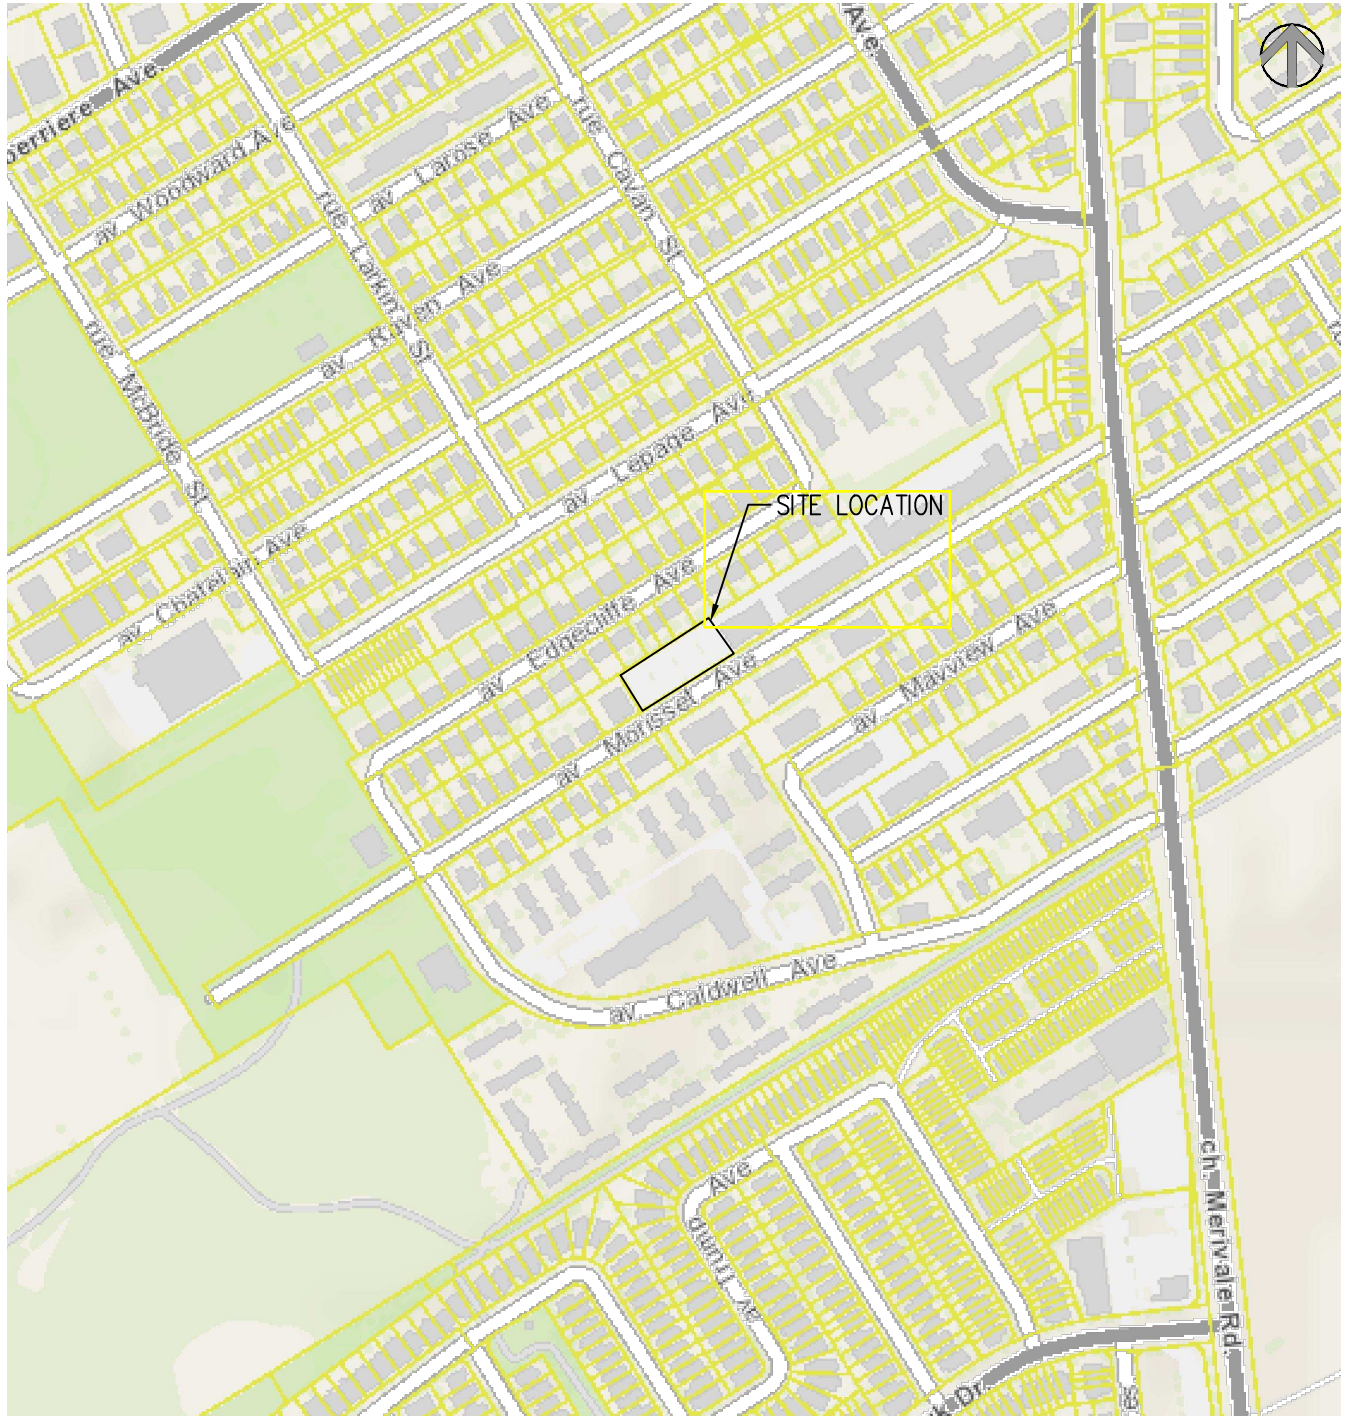 Ave.
perriere Ave.
av. Woodward Ave
av. Larose Ave
rue Cavan St
rue Larkin St
av. Raven Ave
rue McBride St
av. Lepage Ave
SITE LOCATION
av. Chatelain Ave
av. Edgecliffe Ave
av. Morisset Ave
av. Mayview Ave
av. Caldwell Ave
Ave
av. Trump
ch. Merivale Rd.
k Dr.